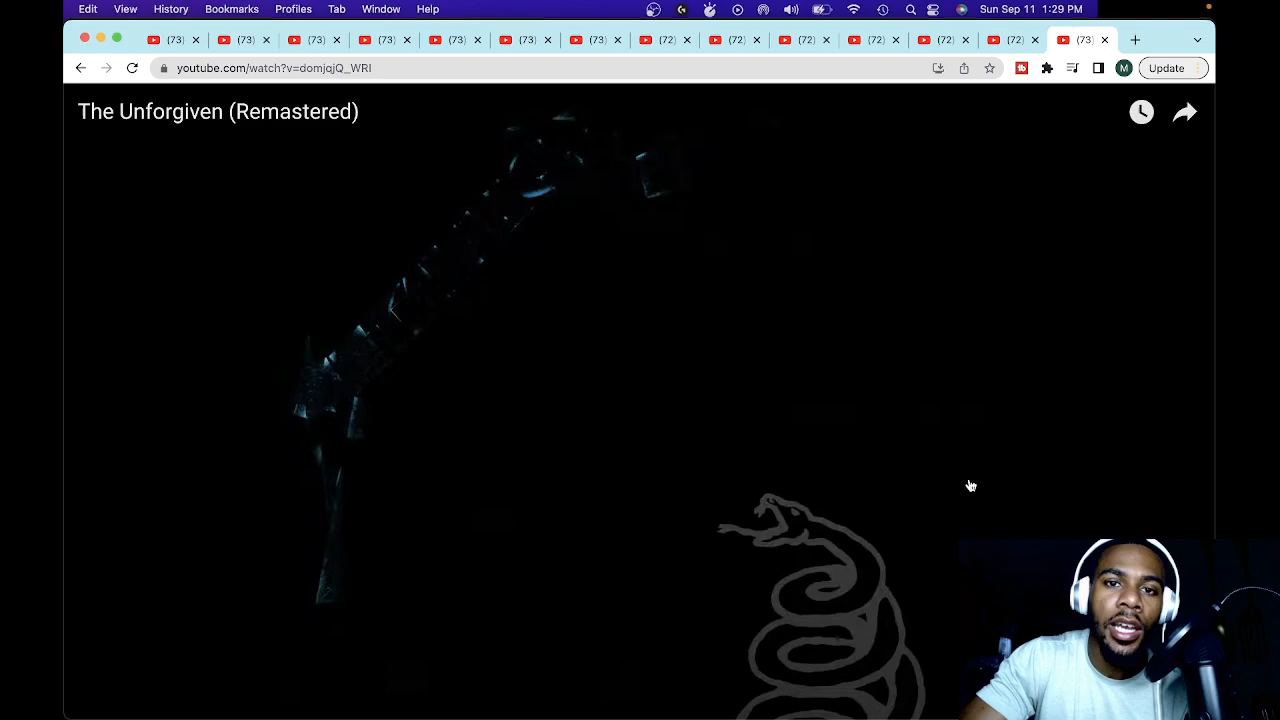 Edit View History Bookmarks Profiles Tab Window Help Sun Sep 11 1:29 PM
(73) (73) (73) (73) (73) (73) (73) (72) (72) (72) (72) (72) (72) (73)
youtube.com/watch?v=domjqjQ_WRI M Update
The Unforgiven (Remastered)